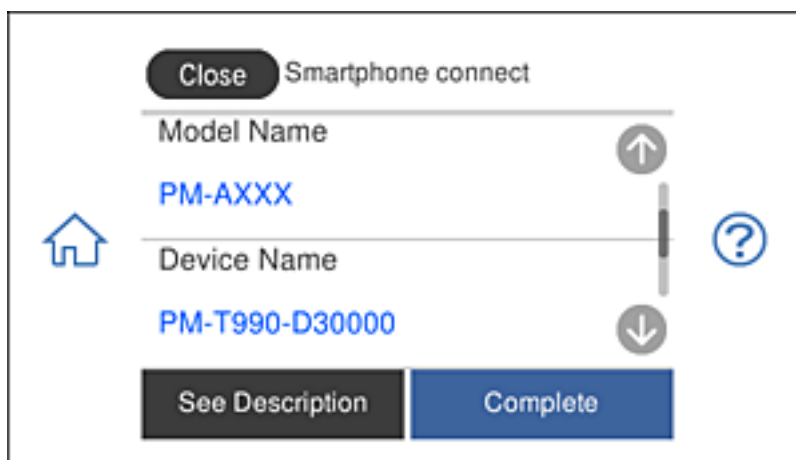 Close Smartphone connect
Model Name
PM-AXXX
Device Name
PM-T990-D30000
See Description Complete